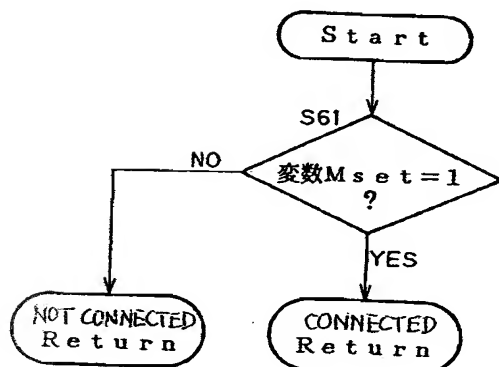 Start
S61
NO
変数Mset=1
?
YES
NOT CONNECTED
Return
CONNECTED
Return